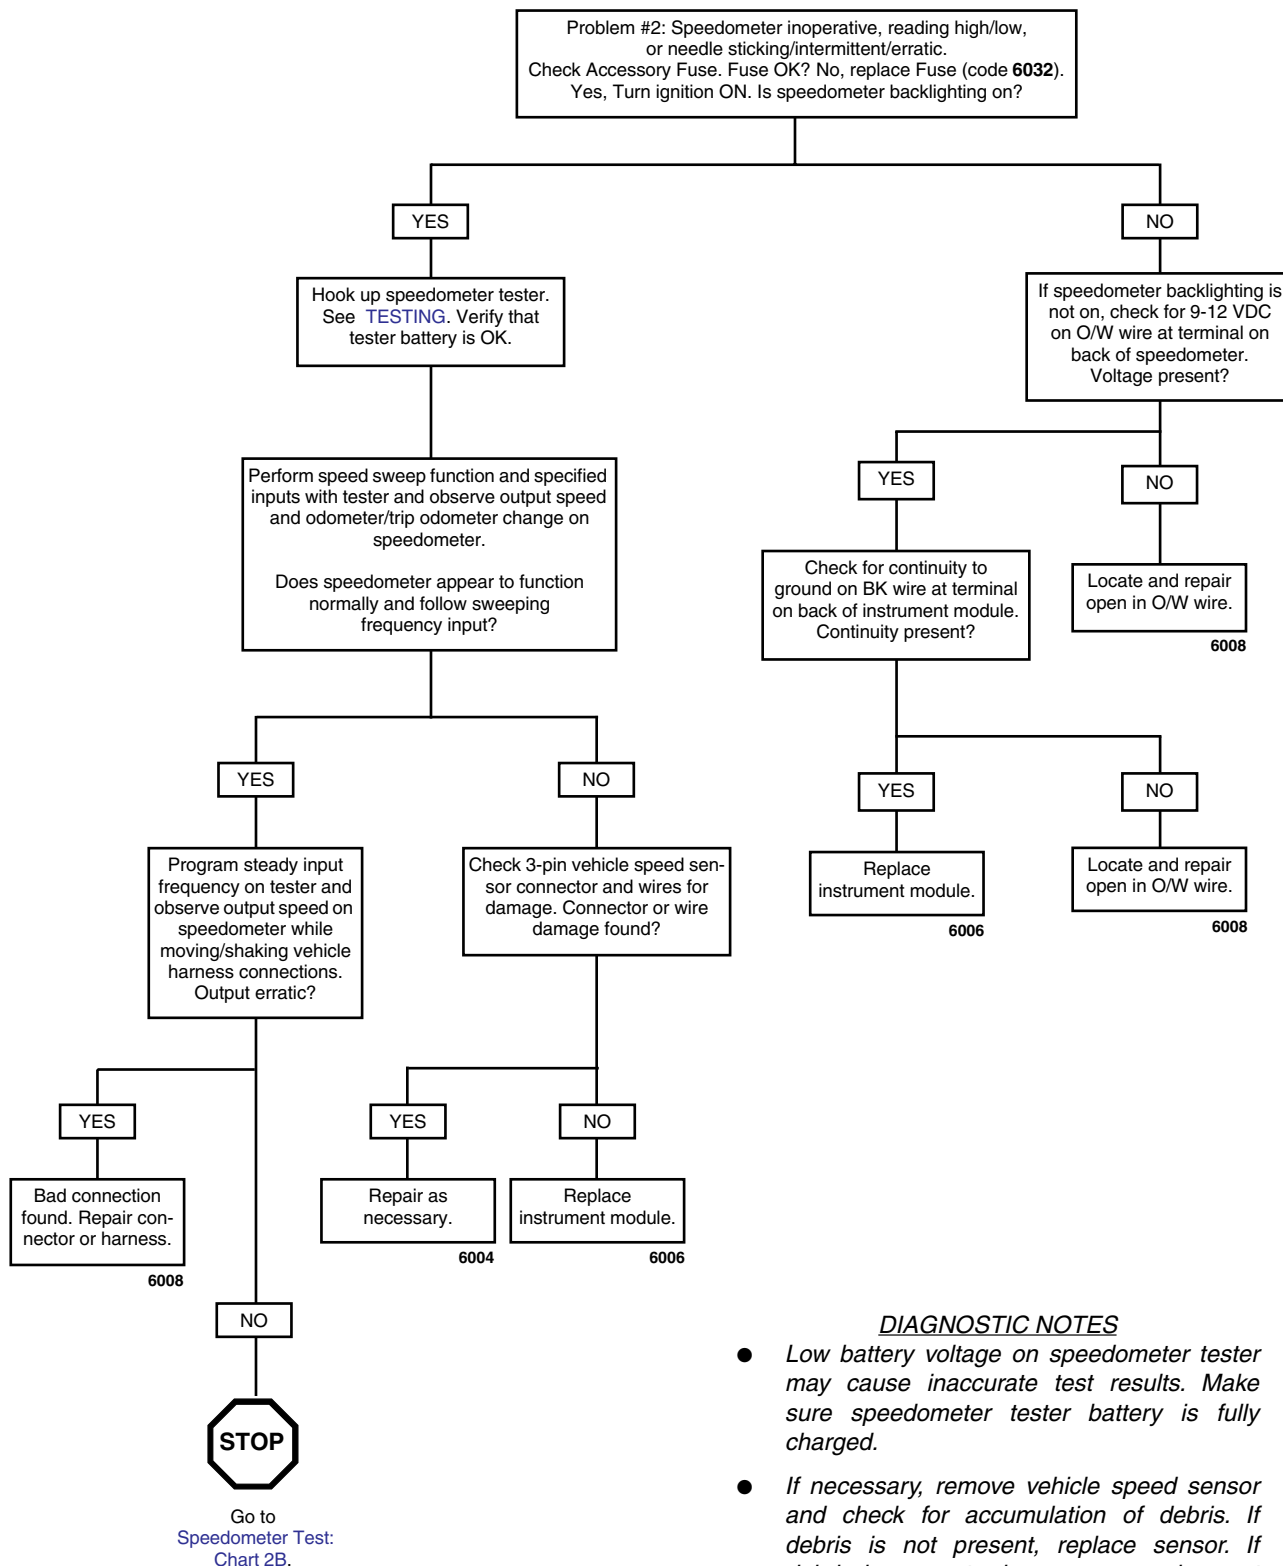 Problem #2: Speedometer inoperative, reading high/low,
or needle sticking/intermittent/erratic.
Check Accessory Fuse. Fuse OK? No, replace Fuse (code 6032).
Yes, Turn ignition ON. Is speedometer backlighting on?
YES
NO
Hook up speedometer tester.
See TESTING. Verify that
tester battery is OK.
If speedometer backlighting is
not on, check for 9-12 VDC
on O/W wire at terminal on
back of speedometer.
Voltage present?
Perform speed sweep function and specified
inputs with tester and observe output speed
and odometer/trip odometer change on
speedometer.
Does speedometer appear to function
normally and follow sweeping
frequency input?
YES
NO
Check for continuity to
ground on BK wire at terminal
on back of instrument module.
Continuity present?
Locate and repair
open in O/W wire.
6008
YES
NO
YES
NO
Program steady input
frequency on tester and
observe output speed on
speedometer while
moving/shaking vehicle
harness connections.
Output erratic?
Check 3-pin vehicle speed sen-
sor connector and wires for
damage. Connector or wire
damage found?
Replace
instrument module.
6006
Locate and repair
open in O/W wire.
6008
YES
YES
NO
Bad connection
found. Repair con-
nector or harness.
6008
Repair as
necessary.
6004
Replace
instrument module.
6006
NO
STOP
Go to
Speedometer Test:
Chart 2B.
DIAGNOSTIC NOTES
● Low battery voltage on speedometer tester
may cause inaccurate test results. Make
sure speedometer tester battery is fully
charged.
● If necessary, remove vehicle speed sensor
and check for accumulation of debris. If
debris is not present, replace sensor. If